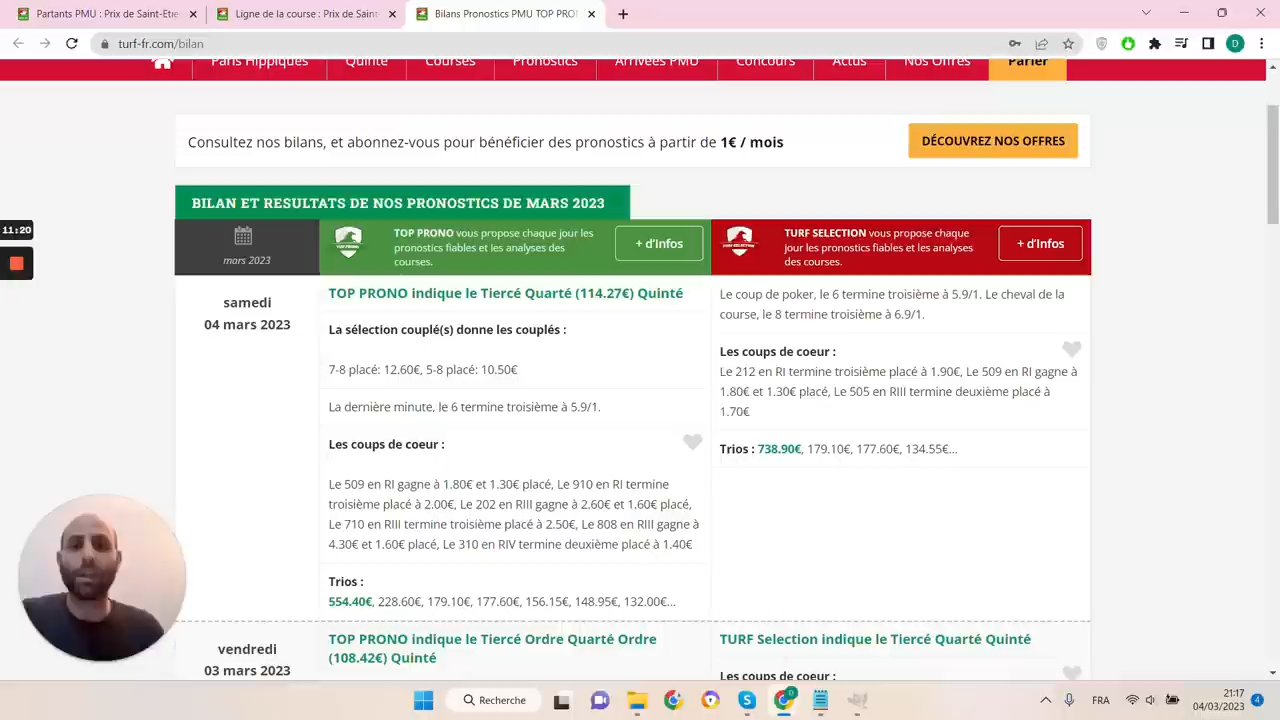 Partants PMU : Prix de Saint-Etie
Ligne de la course : Prix de Saint
Bilans Pronostics PMU TOP PRO
turf-fr.com/bilan
Paris Hippiques
Quinté
Courses
Pronostics
Arrivées PMU
Concours
Actus
Nos Offres
Parier
Consultez nos bilans, et abonnez-vous pour bénéficier des pronostics à partir de 1€ / mois
DÉCOUVREZ NOS OFFRES
11:20
BILAN ET RESULTATS DE NOS PRONOSTICS DE MARS 2023
mars 2023
TOP PRONO
TOP PRONO vous propose chaque jour les
pronostics fiables et les analyses des
courses.
+ d'Infos
TURF SELECTION
TURF SELECTION vous propose chaque
jour les pronostics fiables et les analyses
des courses.
+ d'Infos
samedi
04 mars 2023
TOP PRONO indique le Tiercé Quarté (114.27€) Quinté
La sélection couplé(s) donne les couplés :
7-8 placé: 12.60€, 5-8 placé: 10.50€
La dernière minute, le 6 termine troisième à 5.9/1.
Les coups de coeur :
Le 509 en RI gagne à 1.80€ et 1.30€ placé, Le 910 en RI termine
troisième placé à 2.00€, Le 202 en RIII gagne à 2.60€ et 1.60€ placé,
Le 710 en RIII termine troisième placé à 2.50€, Le 808 en RIII gagne à
4.30€ et 1.60€ placé, Le 310 en RIV termine deuxième placé à 1.40€
Trios :
554.40€, 228.60€, 179.10€, 177.60€, 156.15€, 148.95€, 132.00€...
Le coup de poker, le 6 termine troisième à 5.9/1. Le cheval de la
course, le 8 termine troisième à 6.9/1.
Les coups de coeur :
Le 212 en RI termine troisième placé à 1.90€, Le 509 en RI gagne à
1.80€ et 1.30€ placé, Le 505 en RIII termine deuxième placé à
1.70€
Trios : 738.90€, 179.10€, 177.60€, 134.55€...
vendredi
03 mars 2023
TOP PRONO indique le Tiercé Ordre Quarté Ordre
(108.42€) Quinté
TURF Selection indique le Tiercé Quarté Quinté
Les coups de coeur :
Recherche
FRA
21:17
04/03/2023
4